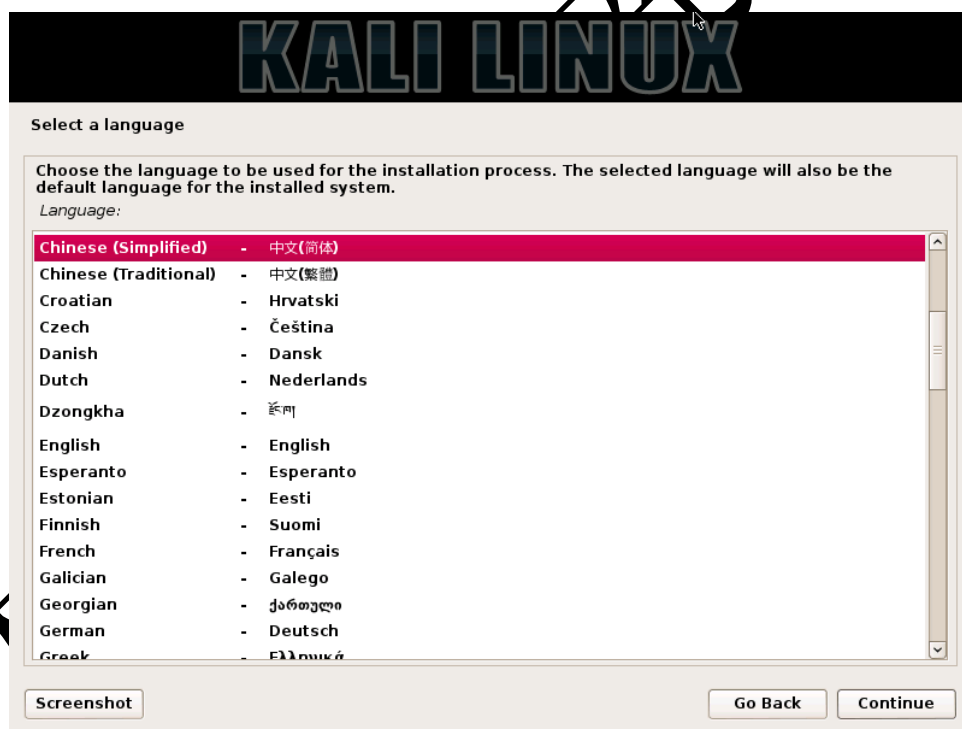 KALI LINUX
Select a language
Choose the language to be used for the installation process. The selected language will also be the
default language for the installed system.
Language:
Chinese (Simplified) - 中文(简体)
Chinese (Traditional) - 中文(繁體)
Croatian - Hrvatski
Czech - Čeština
Danish - Dansk
Dutch - Nederlands
Dzongkha - རྫོང་ཁ།
English - English
Esperanto - Esperanto
Estonian - Eesti
Finnish - Suomi
French - Français
Galician - Galego
Georgian - ქართული
German - Deutsch
Greek - Ελληνικά
Screenshot Go Back Continue